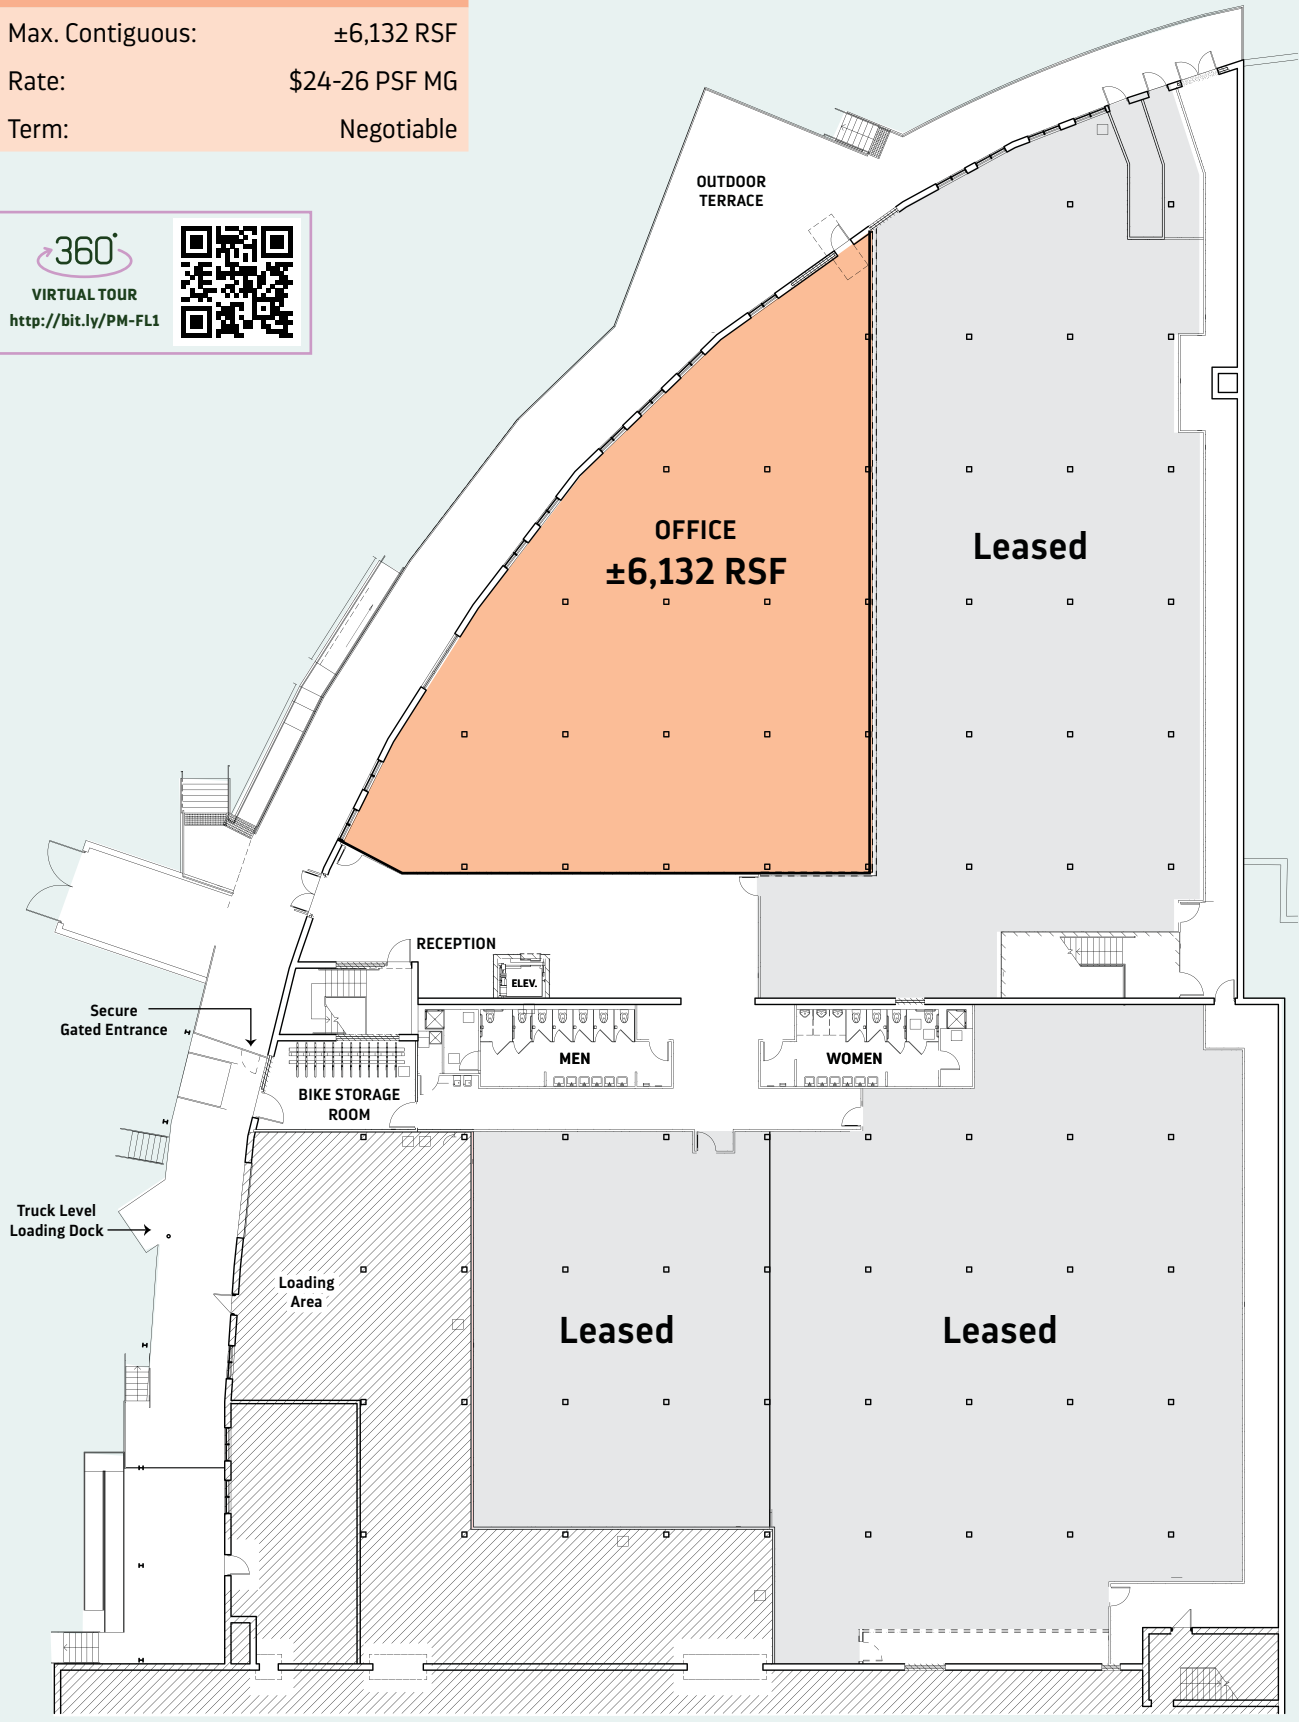 Max. Contiguous: ±6,132 RSF
Rate: $24-26 PSF MG
Term: Negotiable
360°
VIRTUAL TOUR
http://bit.ly/PM-FL1
OUTDOOR
TERRACE
OFFICE
±6,132 RSF
Leased
RECEPTION
ELEV.
Secure
Gated Entrance
MEN
WOMEN
BIKE STORAGE
ROOM
Truck Level
Loading Dock
Loading
Area
Leased
Leased